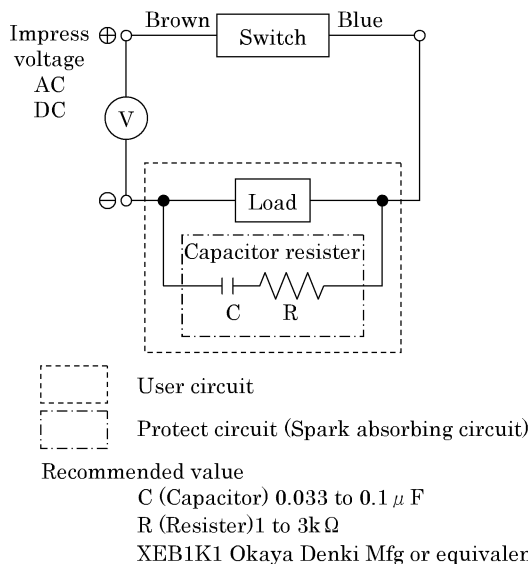 Impress ⊕ Brown Switch Blue
voltage
AC
DC
V
⊖ Load
Capacitor resister
C R
User circuit
Protect circuit (Spark absorbing circuit)
Recommended value
C (Capacitor) 0.033 to 0.1 μ F
R (Resister)1 to 3kΩ
XEB1K1 Okaya Denki Mfg or equivalen